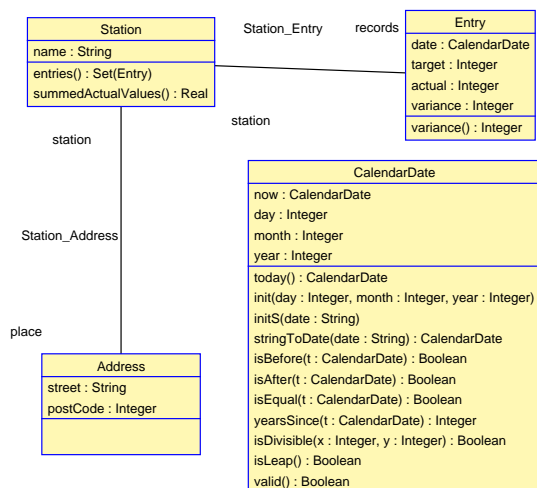 Station
name : String
entries() : Set(Entry)
summedActualValues() : Real
Station_Entry
records
Entry
date : CalendarDate
target : Integer
actual : Integer
variance : Integer
variance() : Integer
station
station
Station_Address
place
Address
street : String
postCode : Integer
CalendarDate
now : CalendarDate
day : Integer
month : Integer
year : Integer
today() : CalendarDate
init(day : Integer, month : Integer, year : Integer)
initS(date : String)
stringToDate(date : String) : CalendarDate
isBefore(t : CalendarDate) : Boolean
isAfter(t : CalendarDate) : Boolean
isEqual(t : CalendarDate) : Boolean
yearsSince(t : CalendarDate) : Integer
isDivisible(x : Integer, y : Integer) : Boolean
isLeap() : Boolean
valid() : Boolean